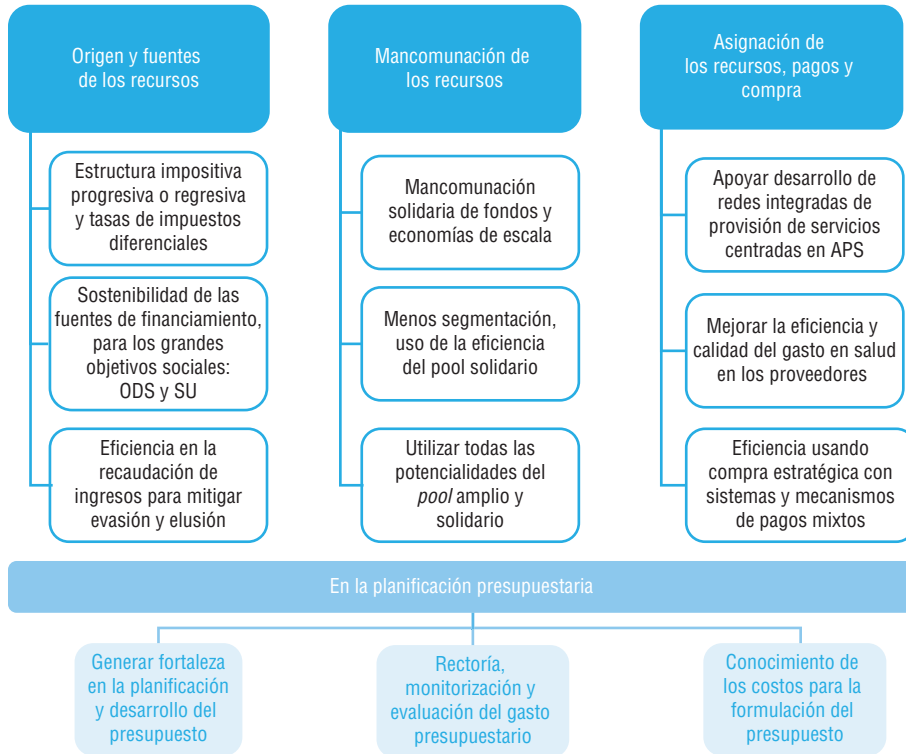 Origen y fuentes
de los recursos
Estructura impositiva
progresiva o regresiva
y tasas de impuestos
diferenciales
Sostenibilidad de las
fuentes de financiamiento,
para los grandes
objetivos sociales:
ODS y SU
Eficiencia en la
recaudación de
ingresos para mitigar
evasión y elusión
Mancomunación de
los recursos
Mancomunación
solidaria de fondos y
economías de escala
Menos segmentación,
uso de la eficiencia
del pool solidario
Utilizar todas las
potencialidades del
pool amplio y
solidario
Asignación de
los recursos, pagos y
compra
Apoyar desarrollo de
redes integradas de
provisión de servicios
centradas en APS
Mejorar la eficiencia y
calidad del gasto en salud
en los proveedores
Eficiencia usando
compra estratégica con
sistemas y mecanismos
de pagos mixtos
En la planificación presupuestaria
Generar fortaleza
en la planificación
y desarrollo del
presupuesto
Rectoría,
monitorización y
evaluación del gasto
presupuestario
Conocimiento de
los costos para la
formulación del
presupuesto